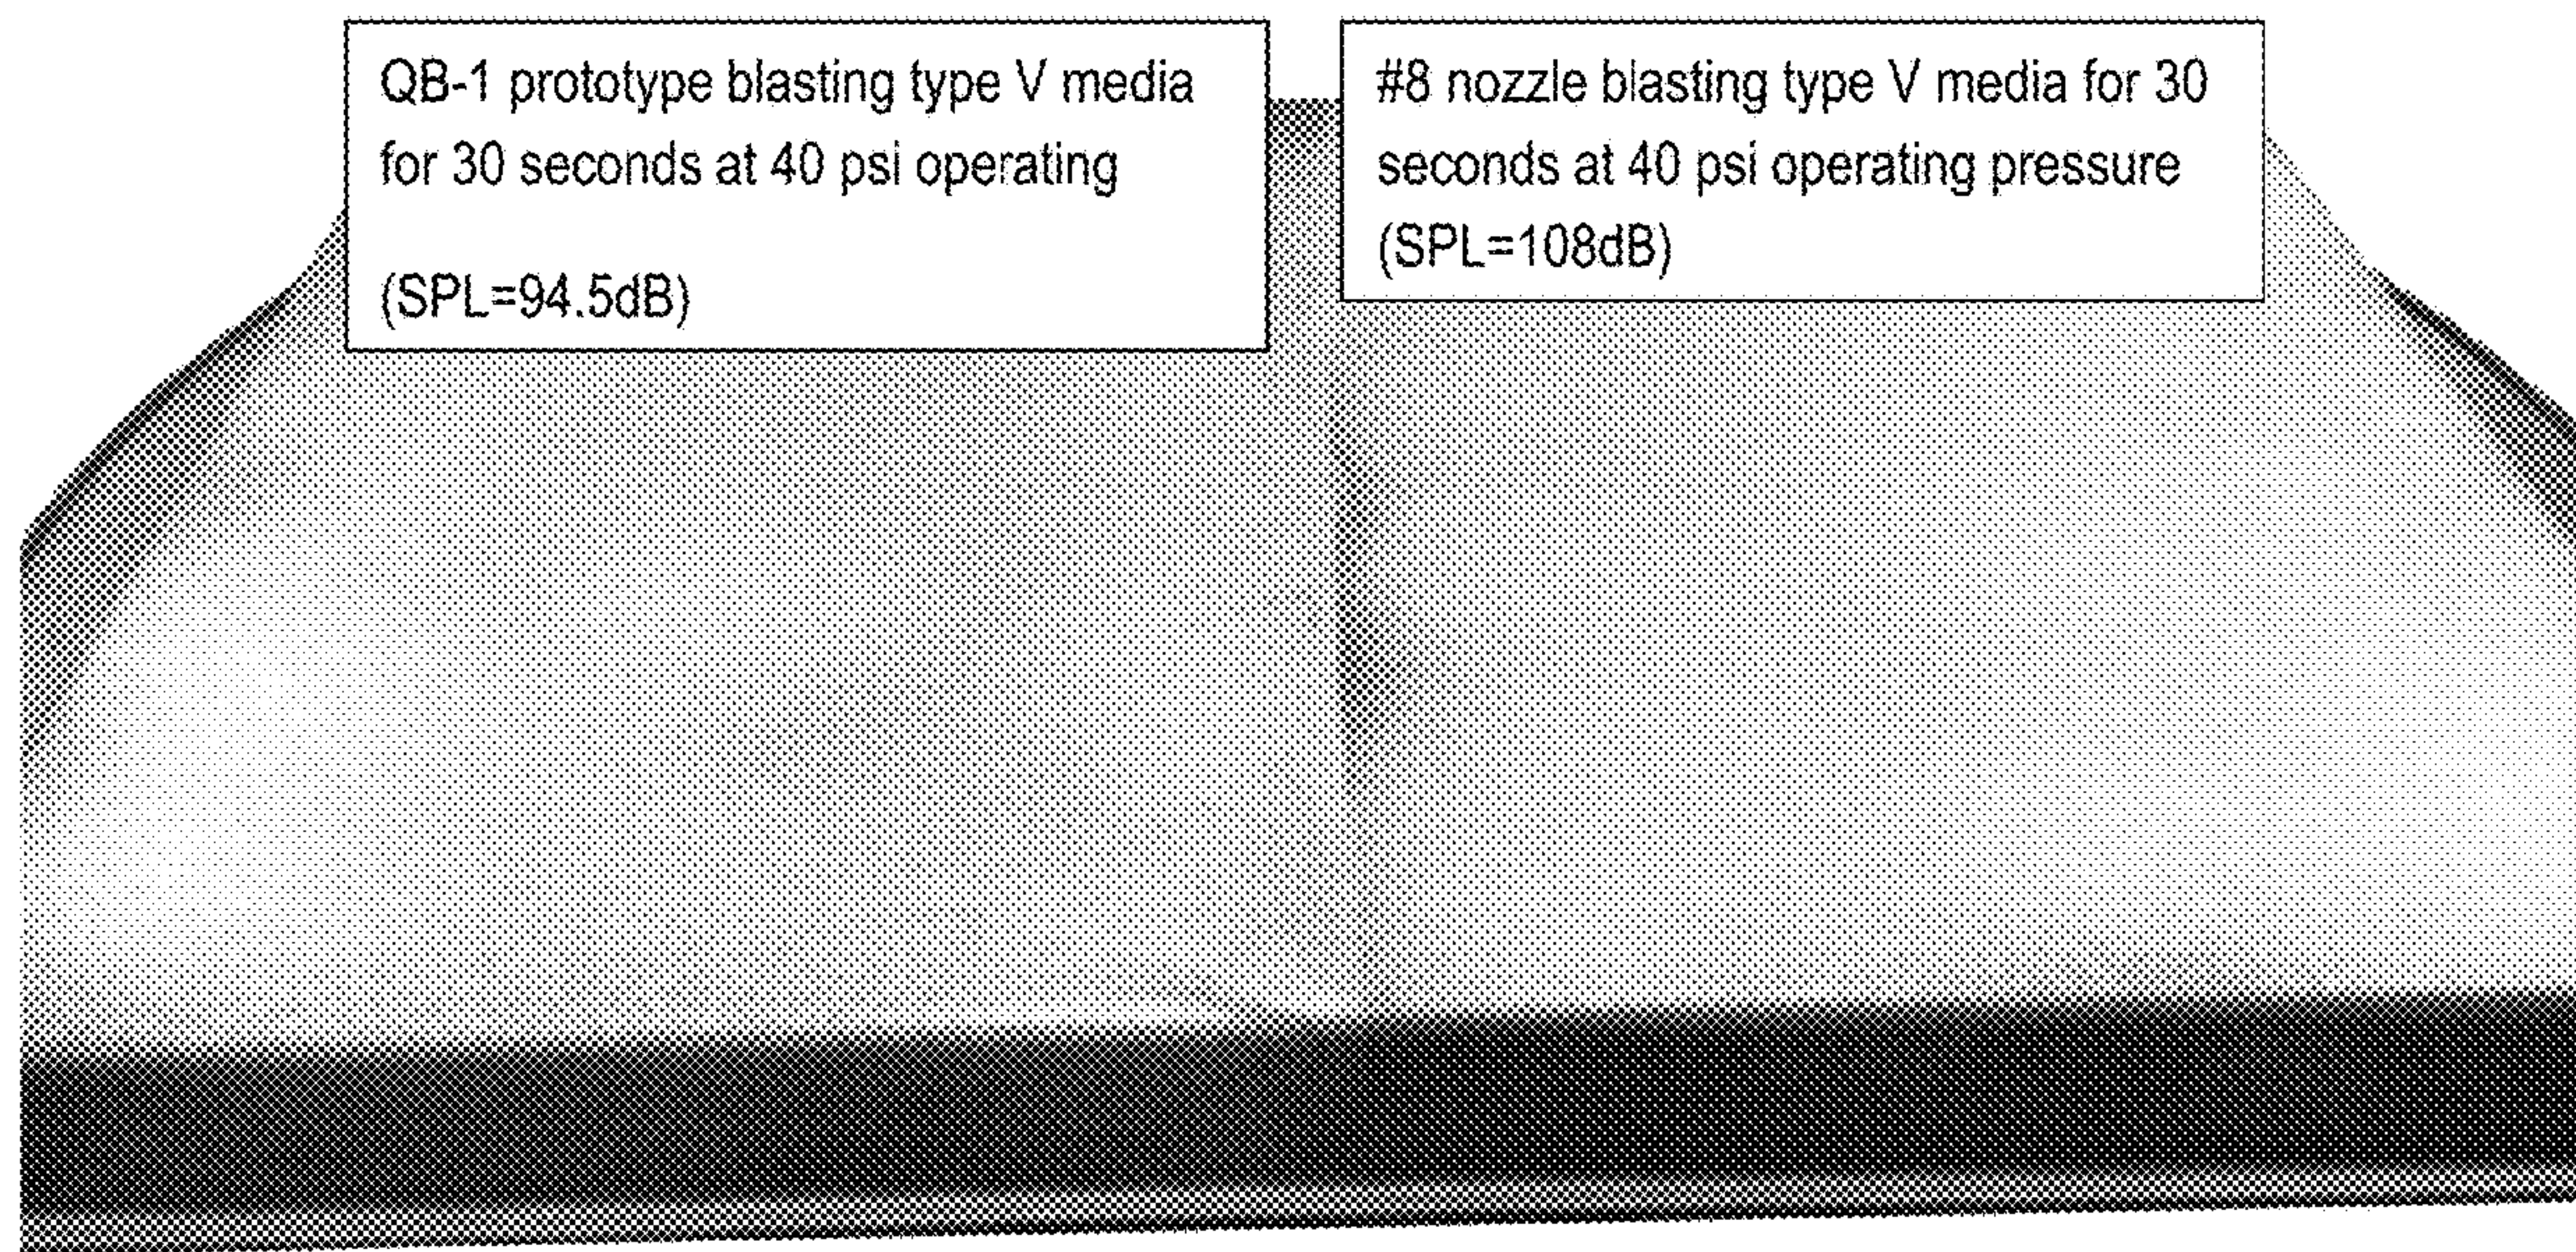 QB-1 prototype blasting type V media
for 30 seconds at 40 psi operating
(SPL=94.5dB)
#8 nozzle blasting type V media for 30
seconds at 40 psi operating pressure
(SPL=108dB)